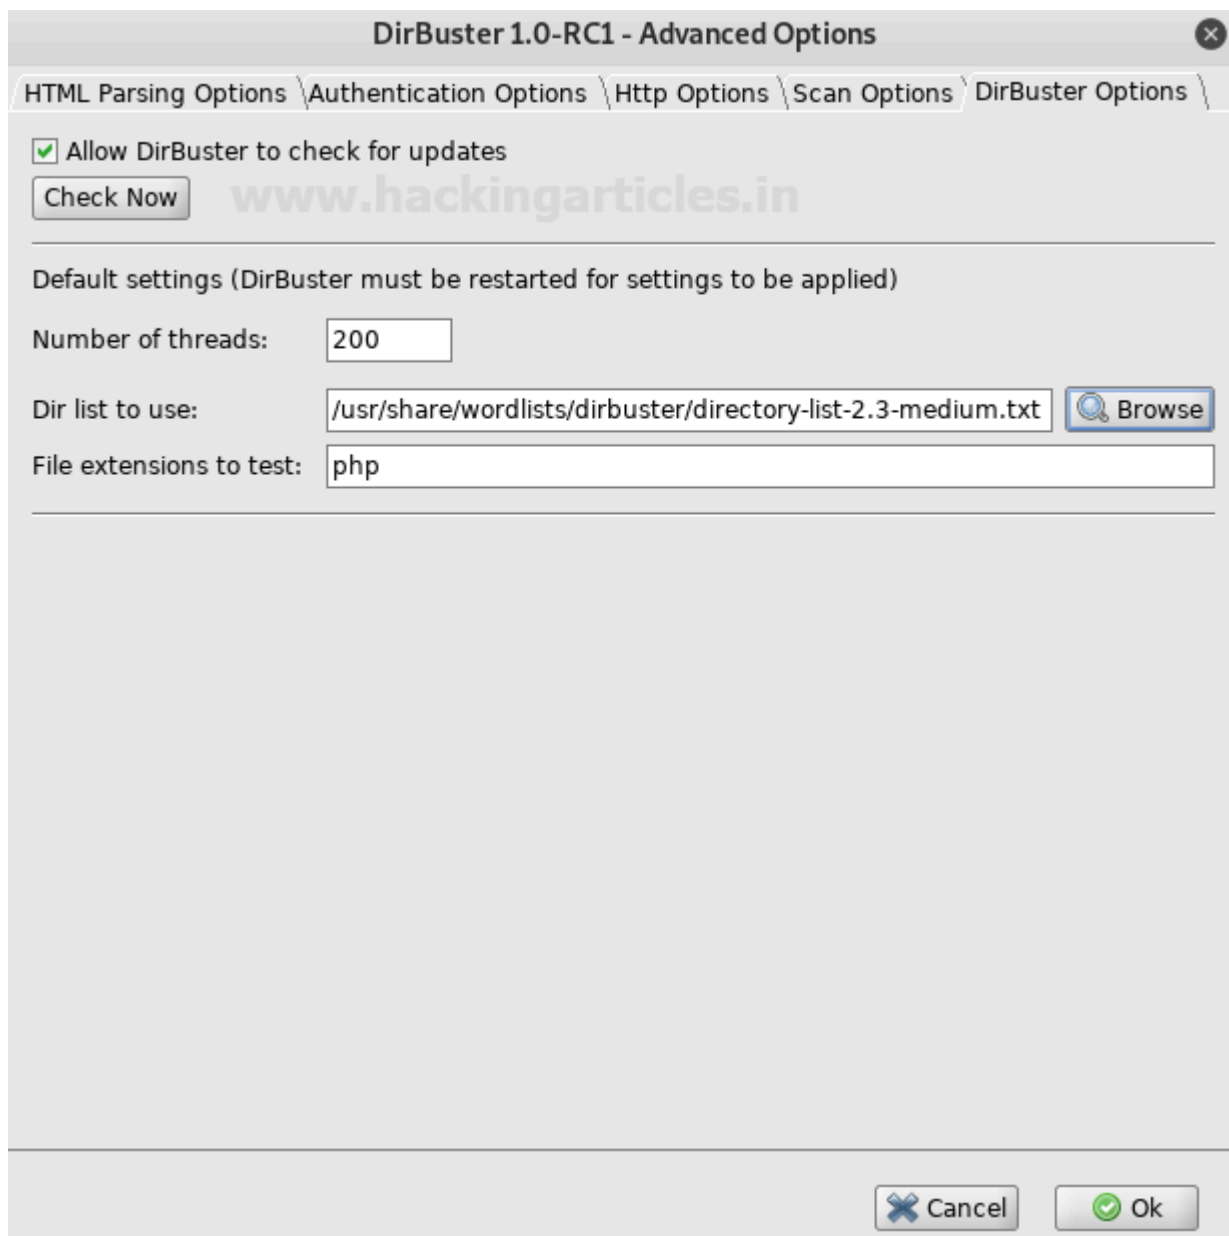 DirBuster 1.0-RC1 - Advanced Options
HTML Parsing Options Authentication Options Http Options Scan Options DirBuster Options
Allow DirBuster to check for updates
Check Now www.hackingarticles.in
Default settings (DirBuster must be restarted for settings to be applied)
Number of threads: 200
Dir list to use: /usr/share/wordlists/dirbuster/directory-list-2.3-medium.txt Browse
File extensions to test: php
Cancel Ok